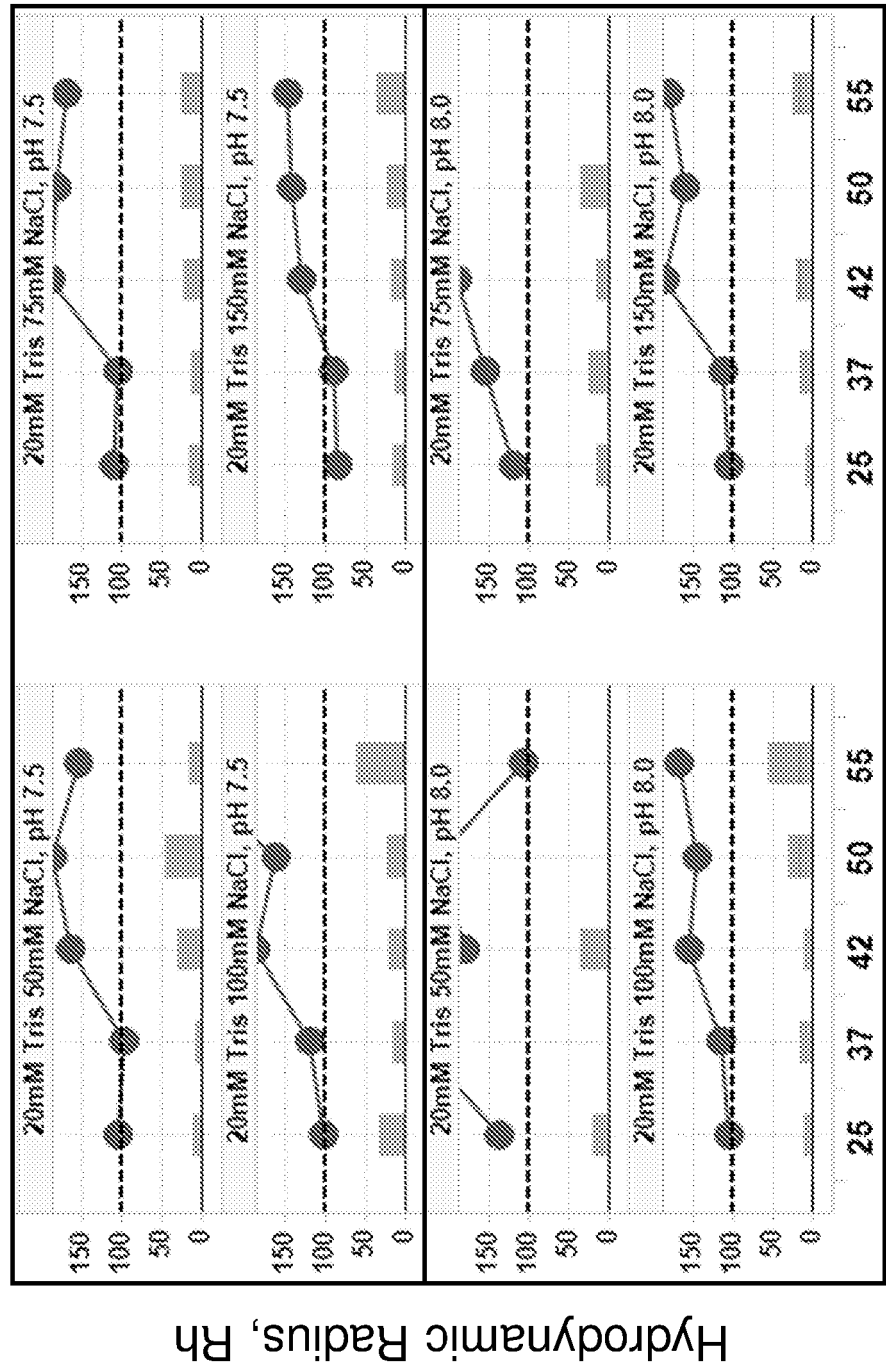 Hydrodynamic Radius, Rh
20mM Tris 50mM NaCl, pH 7.5
150
100
50
0
20mM Tris 75mM NaCl, pH 7.5
150
100
50
0
20mM Tris 100mM NaCl, pH 7.5
150
100
50
0
20mM Tris 150mM NaCl, pH 7.5
150
100
50
0
20mM Tris 50mM NaCl, pH 8.0
150
100
50
0
20mM Tris 75mM NaCl, pH 8.0
150
100
50
0
20mM Tris 100mM NaCl, pH 8.0
150
100
50
0
20mM Tris 150mM NaCl, pH 8.0
150
100
50
0
25 37 42 50 55
25 37 42 50 55